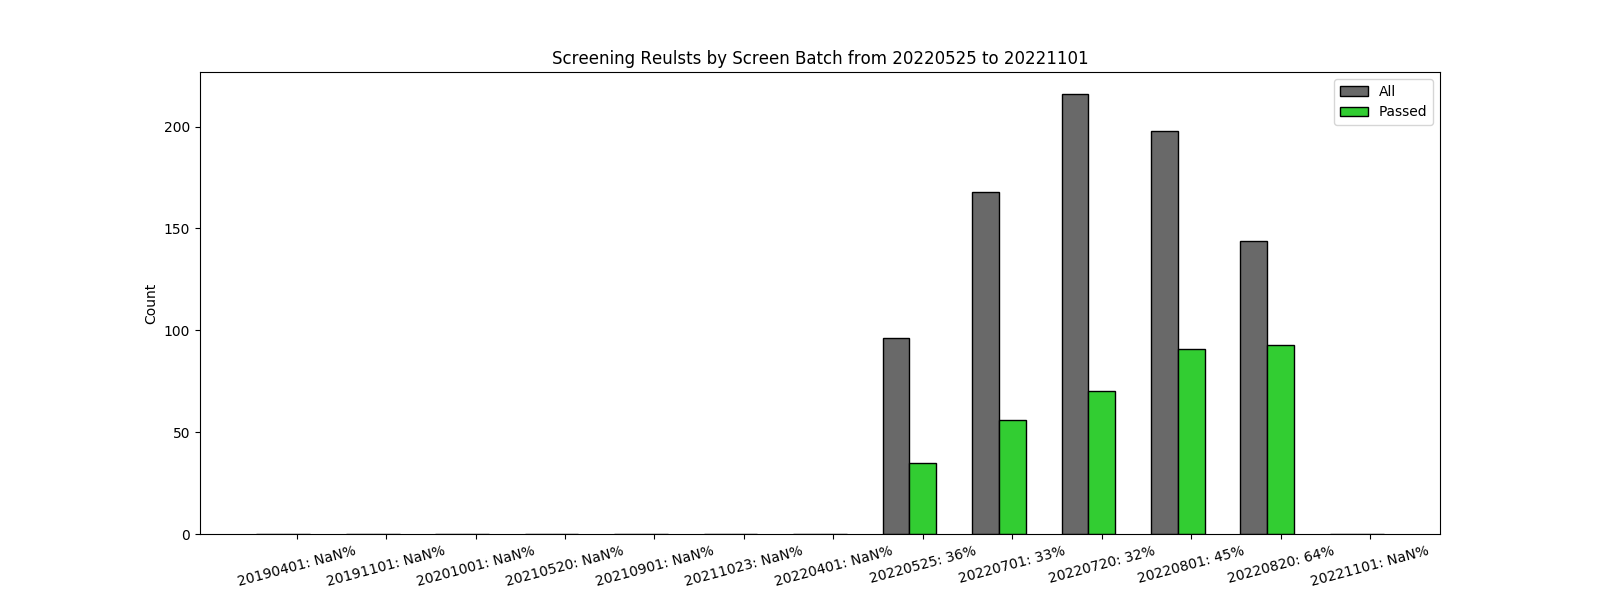 Screening Reulsts by Screen Batch from 20220525 to 20221101
All
Passed
Count
200
150
100
50
0
20190401: NaN%
20191101: NaN%
20201001: NaN%
20210520: NaN%
20210901: NaN%
20211023: NaN%
20220401: NaN%
20220525: 36%
20220701: 33%
20220720: 32%
20220801: 45%
20220820: 64%
20221101: NaN%